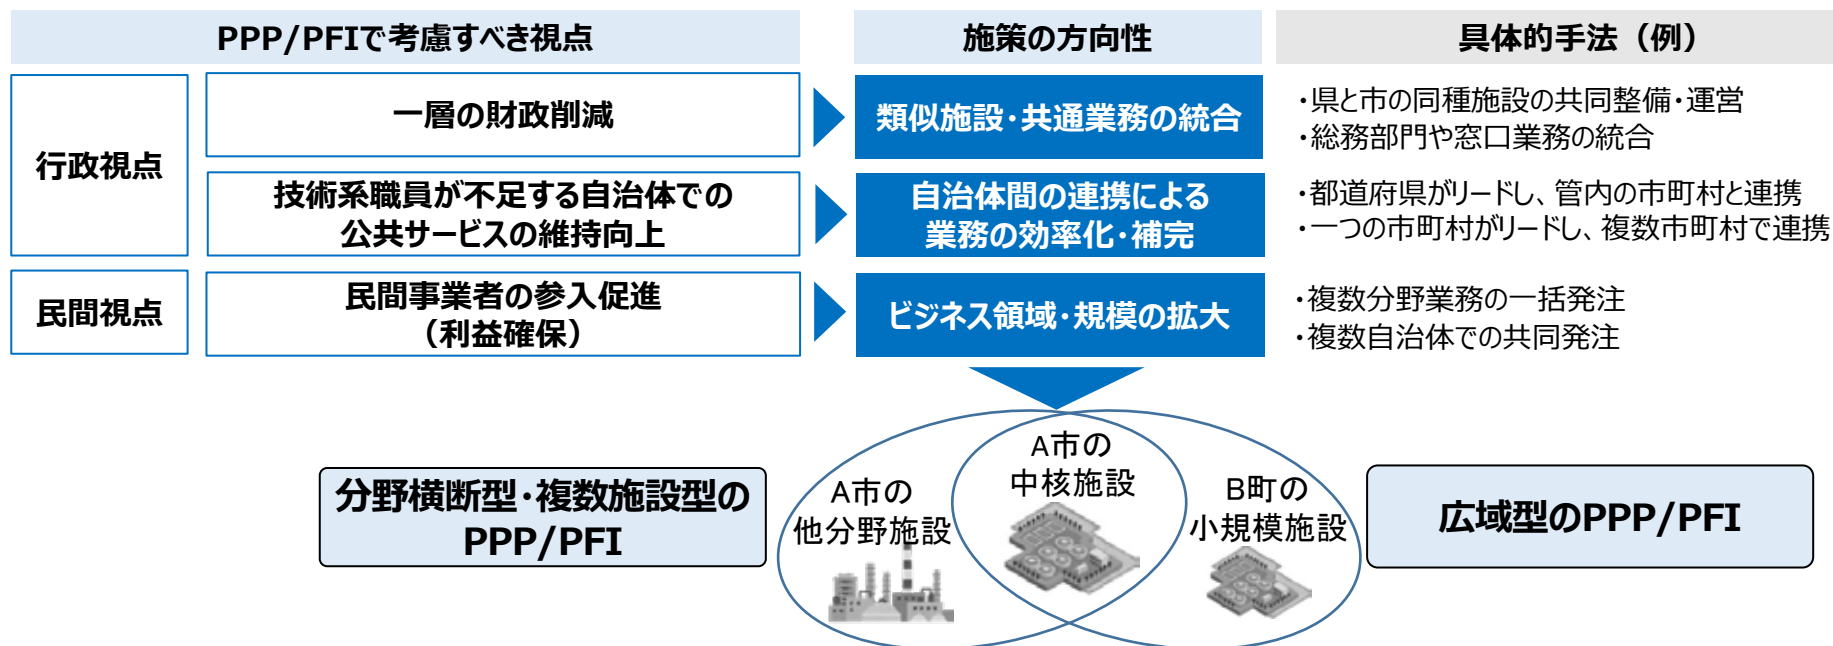 PPP/PFIで考慮すべき視点
施策の方向性
具体的手法（例）
行政視点
一層の財政削減
類似施設・共通業務の統合
・県と市の同種施設の共同整備・運営
・総務部門や窓口業務の統合
技術系職員が不足する自治体での
公共サービスの維持向上
自治体間の連携による
業務の効率化・補完
・都道府県がリードし、管内の市町村と連携
・一つの市町村がリードし、複数市町村で連携
民間視点
民間事業者の参入促進
（利益確保）
ビジネス領域・規模の拡大
・複数分野業務の一括発注
・複数自治体での共同発注
分野横断型・複数施設型の
PPP/PFI
A市の
他分野施設
A市の
中核施設
B町の
小規模施設
広域型のPPP/PFI